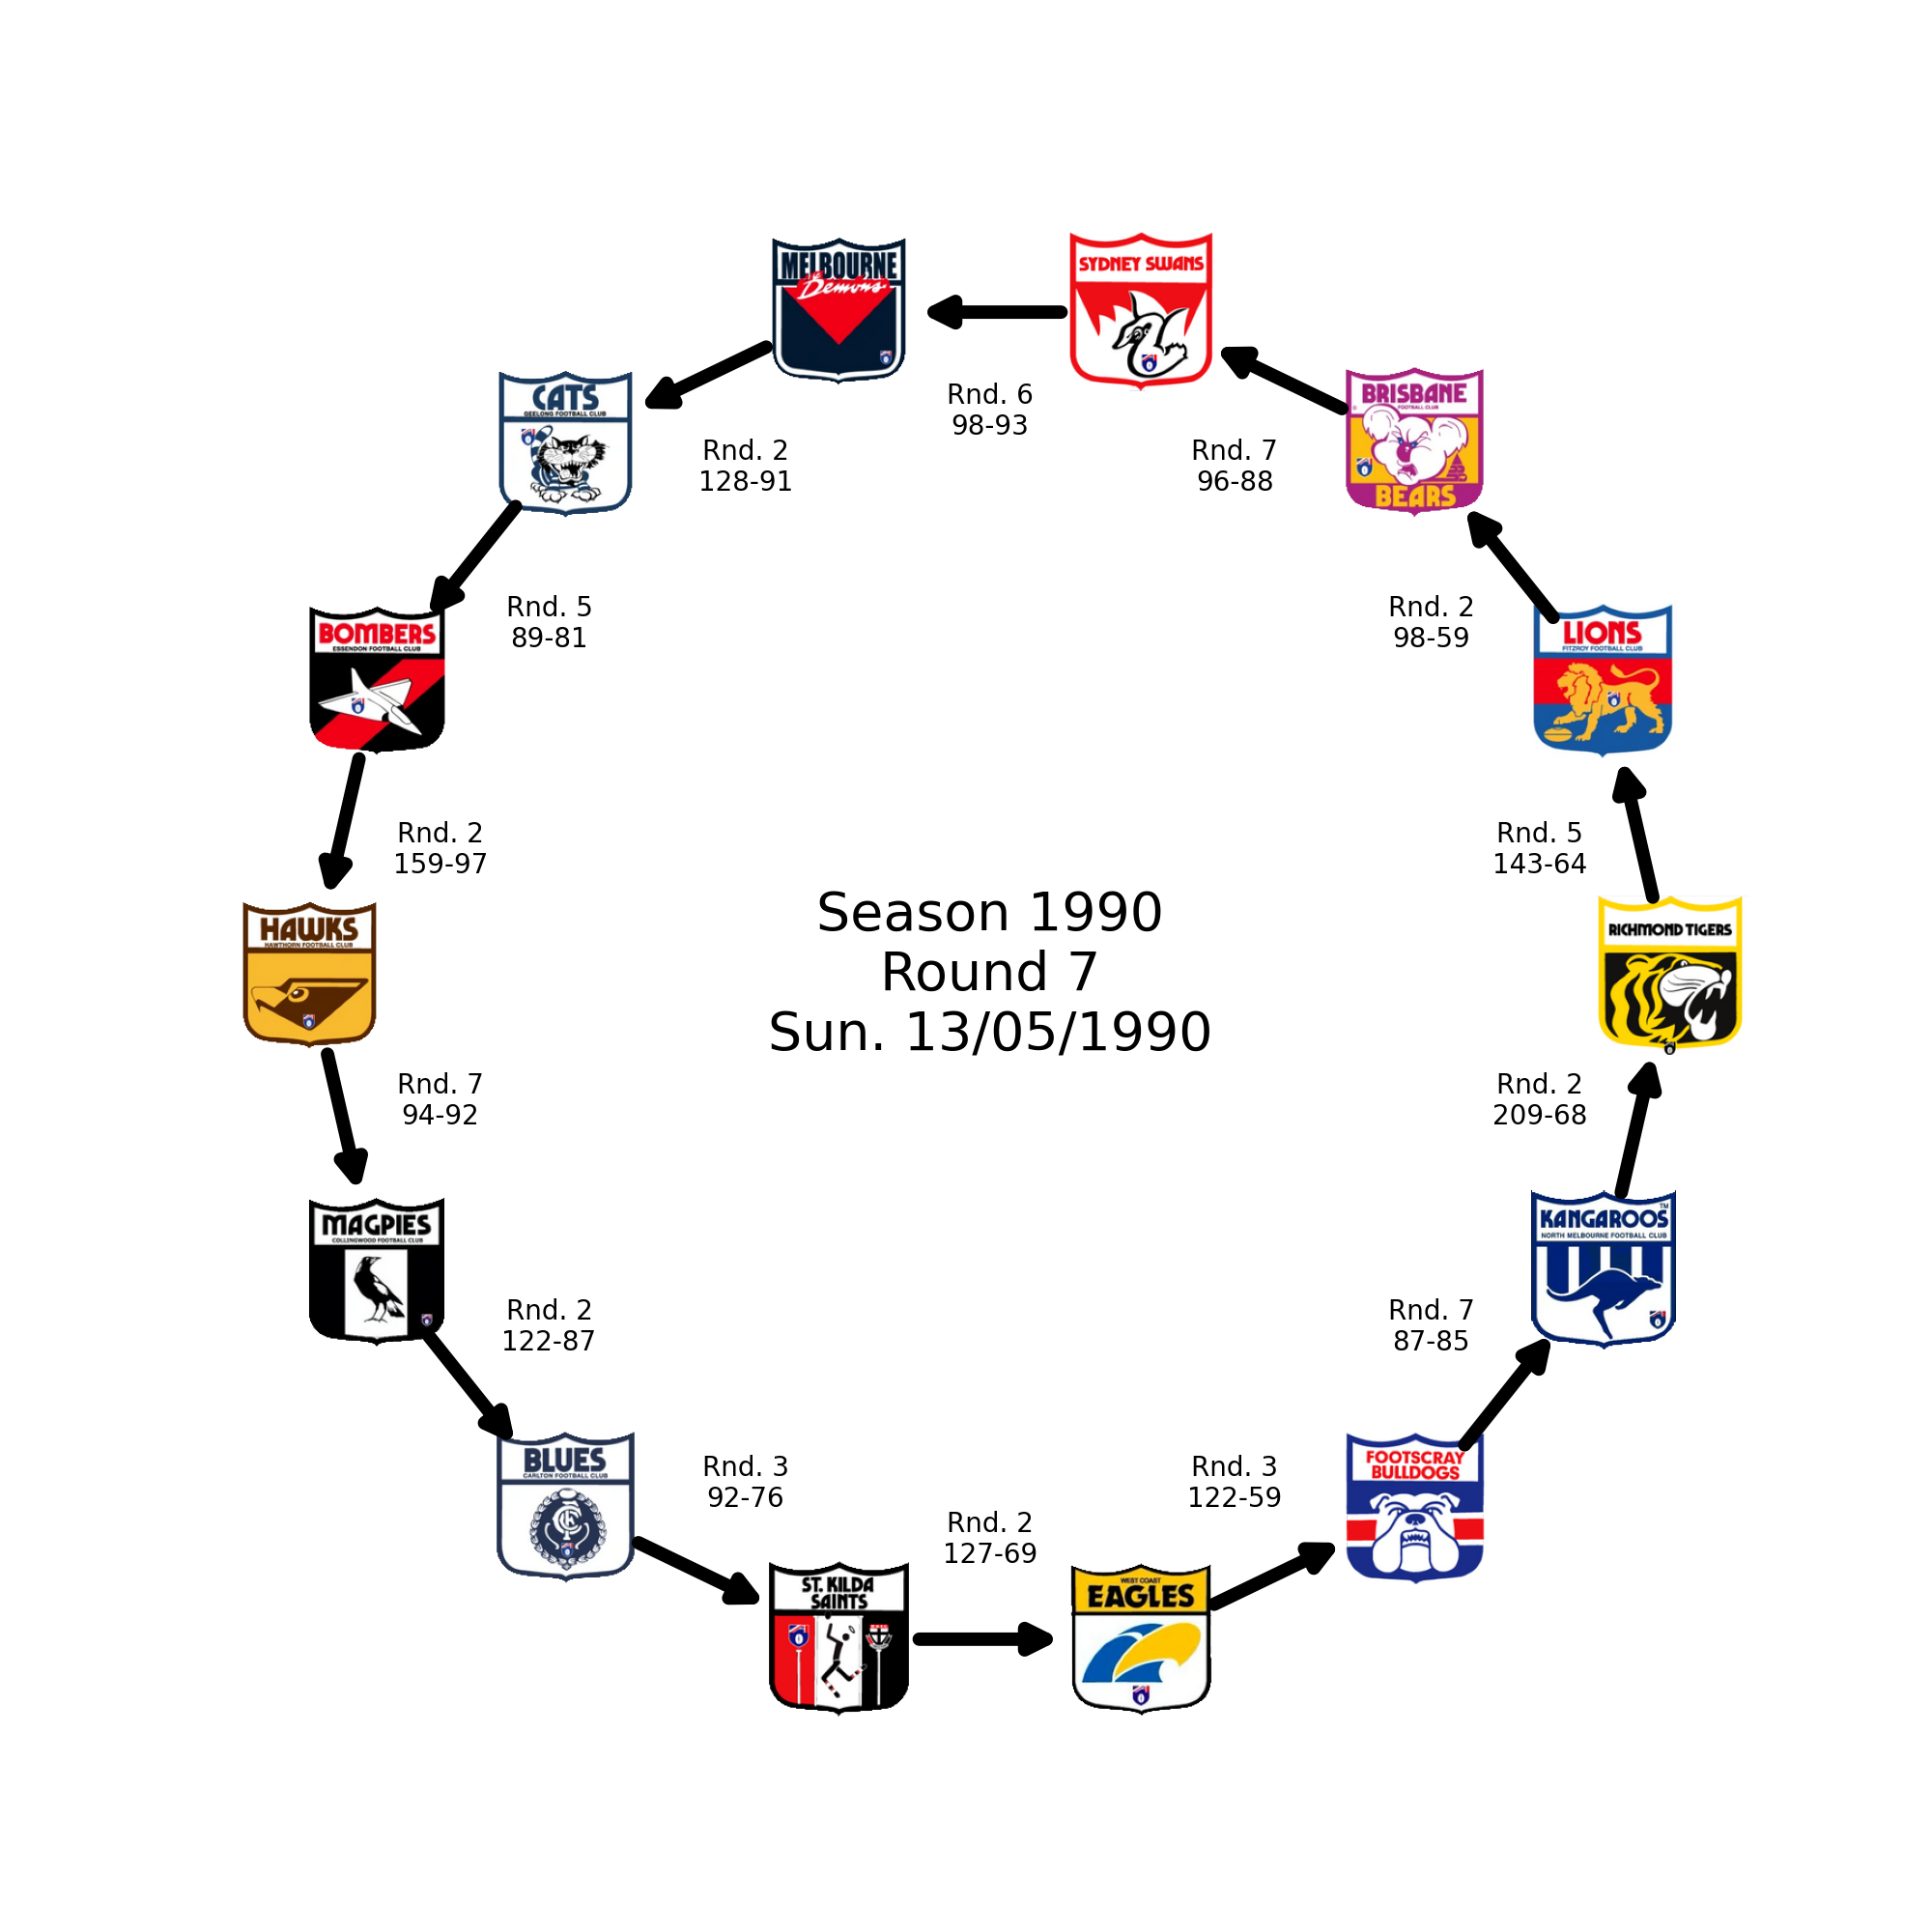 MELBOURNE
the Demons
SYDNEY SWANS
CATS
GEELONG FOOTBALL CLUB
BRISBANE
FOOTBALL CLUB
BEARS
Rnd. 6
98-93
Rnd. 2
128-91
Rnd. 7
96-88
BOMBERS
ESSENDON FOOTBALL CLUB
Rnd. 5
89-81
Rnd. 2
98-59
LIONS
FITZROY FOOTBALL CLUB
Rnd. 2
159-97
Rnd. 5
143-64
HAWKS
HAWTHORN FOOTBALL CLUB
Season 1990
Round 7
Sun. 13/05/1990
RICHMOND TIGERS
Rnd. 7
94-92
Rnd. 2
209-68
MAGPIES
COLLINGWOOD FOOTBALL CLUB
KANGAROOS
TM
NORTH MELBOURNE FOOTBALL CLUB
Rnd. 2
122-87
Rnd. 7
87-85
BLUES
CARLTON FOOTBALL CLUB
CFC
Rnd. 3
92-76
Rnd. 3
122-59
FOOTSCRAY
BULLDOGS
Rnd. 2
127-69
ST. KILDA
SAINTS
WEST COAST
EAGLES